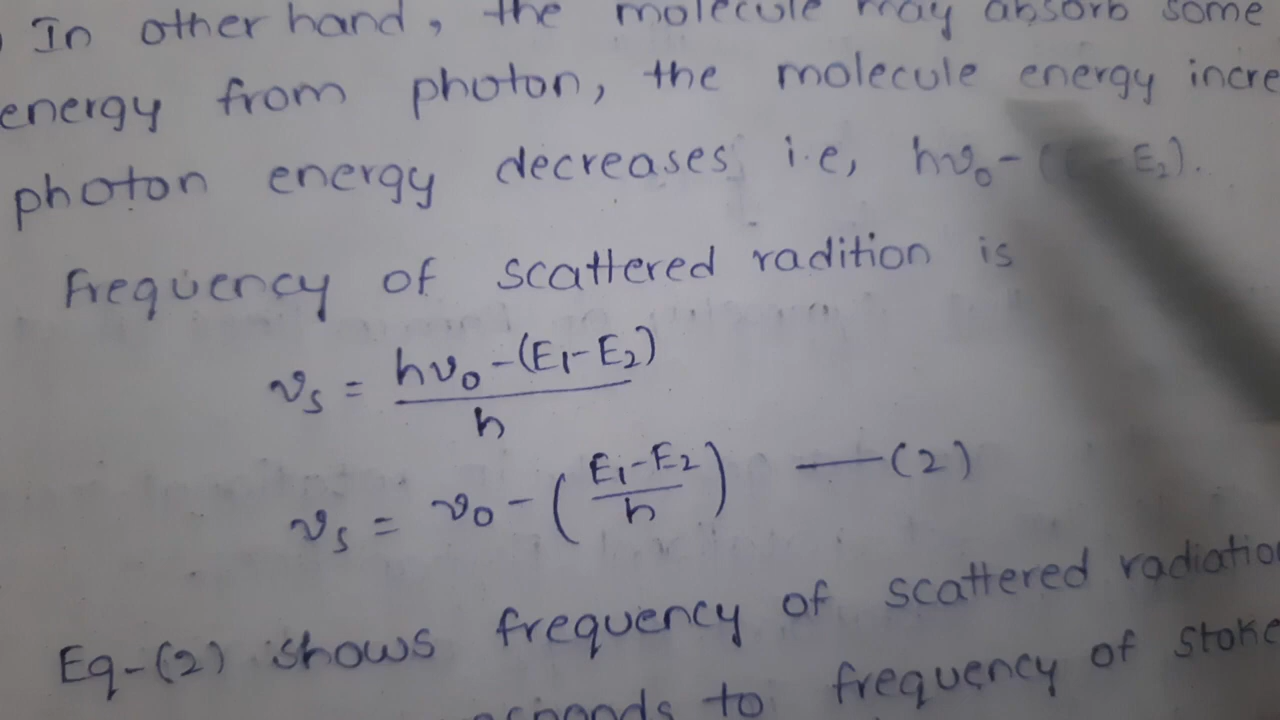 In other hand, the molecule may absorb some
energy from photon, the molecule energy incre
photon energy decreases i.e, hν₀ - ( - E₂).
Frequency of scattered radition is
νₛ = hν₀ - (E₁ - E₂) / h
νₛ = ν₀ - (E₁ - E₂ / h) — (2)
Eq-(2) shows frequency of scattered radiation
to frequency of stoke